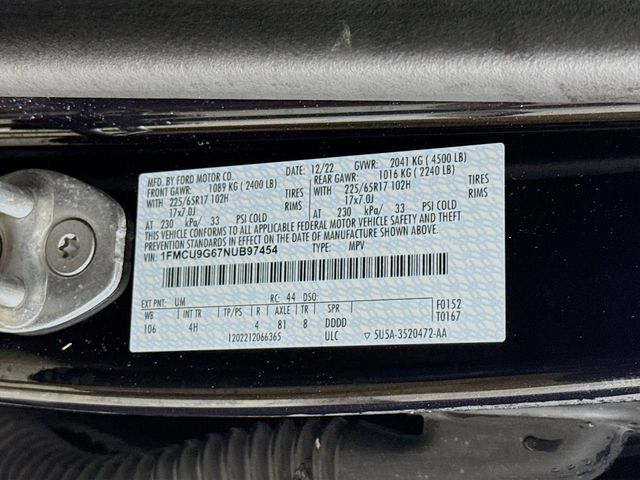 MFD. BY FORD MOTOR CO.
DATE: 12/22 GVWR: 2041 KG ( 4500 LB)
FRONT GAWR: 1089 KG ( 2400 LB) REAR GAWR: 1016 KG ( 2240 LB)
WITH 225/65R17 102H TIRES WITH 225/65R17 102H TIRES
17x7.0J RIMS 17x7.0J RIMS
AT 230 kPa/ 33 PSI COLD AT 230 kPa/ 33 PSI COLD
THIS VEHICLE CONFORMS TO ALL APPLICABLE FEDERAL MOTOR VEHICLE SAFETY AND THEFT
PREVENTION STANDARDS IN EFFECT ON THE DATE OF MANUFACTURE SHOWN ABOVE.
VIN: 1FMCU9G67NUB97454 TYPE: MPV
EXT PNT: UM RC: 44 DSO:
WB INT TR TP/PS R AXLE TR SPR F0152
106 4H 4 81 8 DDDD T0167
1202212066365 ULC 5U5A-3520472-AA